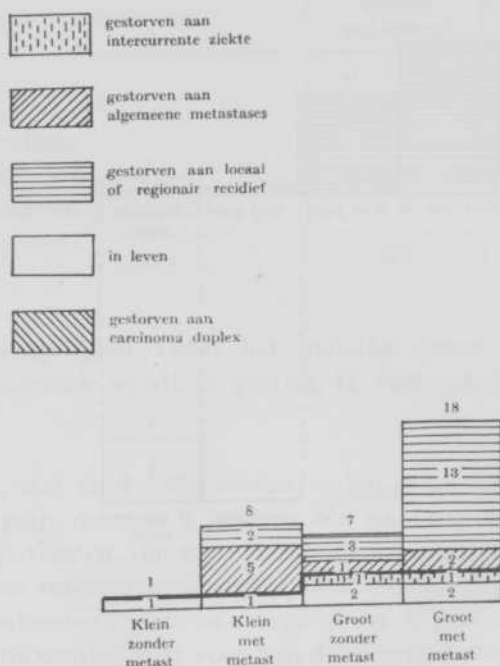 gestorven aan
intercurrente ziekte
gestorven aan
algemeene metastases
gestorven aan locaal
of regionair recidief
in leven
gestorven aan
carcinoma duplex
18
13
8
7
2
3
2
5
1
1
1
1
1
1
2
2
Klein
zonder
metast
Klein
met
metast
Groot
zonder
metast
Groot
met
metast